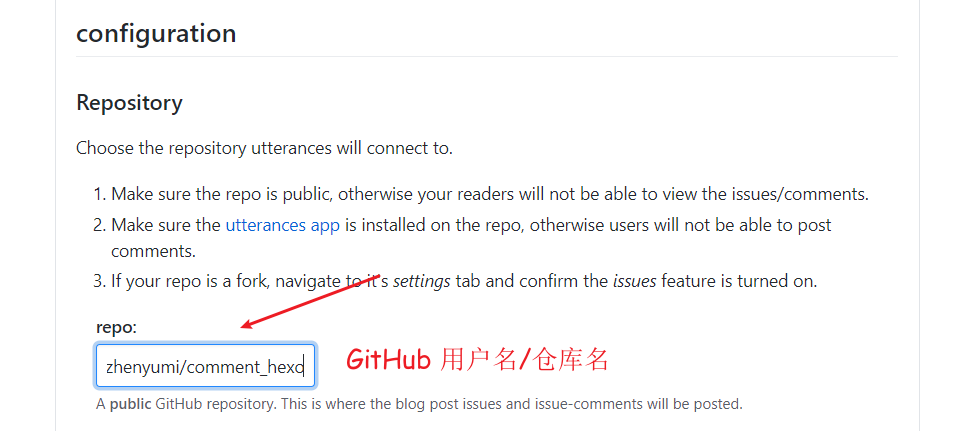 configuration
Repository
Choose the repository utterances will connect to.
1. Make sure the repo is public, otherwise your readers will not be able to view the issues/comments.
2. Make sure the utterances app is installed on the repo, otherwise users will not be able to post
comments.
3. If your repo is a fork, navigate to it's settings tab and confirm the issues feature is turned on.
repo:
zhenyumi/comment_hexo
GitHub 用户名/仓库名
A public GitHub repository. This is where the blog post issues and issue-comments will be posted.